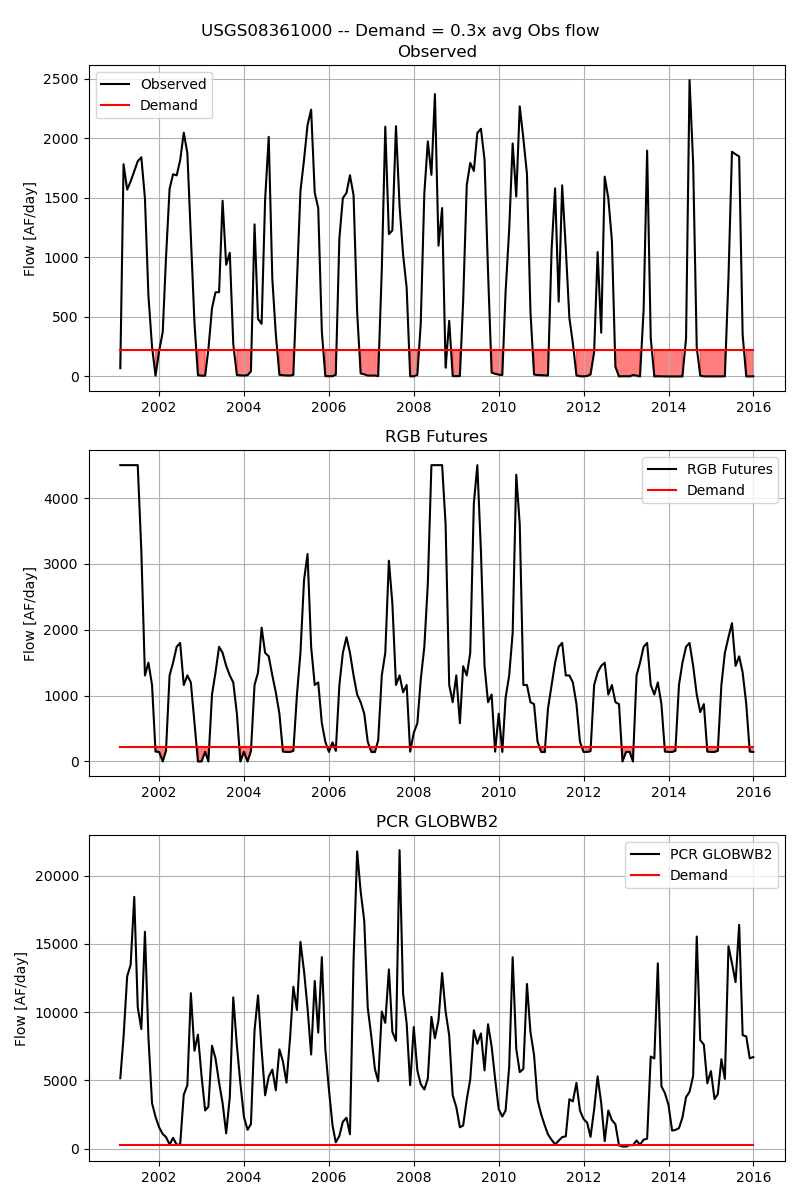 USGS08361000 -- Demand = 0.3x avg Obs flow
Observed
Flow [AF/day]
2500
2000
1500
1000
500
0
Observed
Demand
2002 2004 2006 2008 2010 2012 2014 2016
RGB Futures
Flow [AF/day]
4000
3000
2000
1000
0
RGB Futures
Demand
2002 2004 2006 2008 2010 2012 2014 2016
PCR GLOBWB2
Flow [AF/day]
20000
15000
10000
5000
0
PCR GLOBWB2
Demand
2002 2004 2006 2008 2010 2012 2014 2016